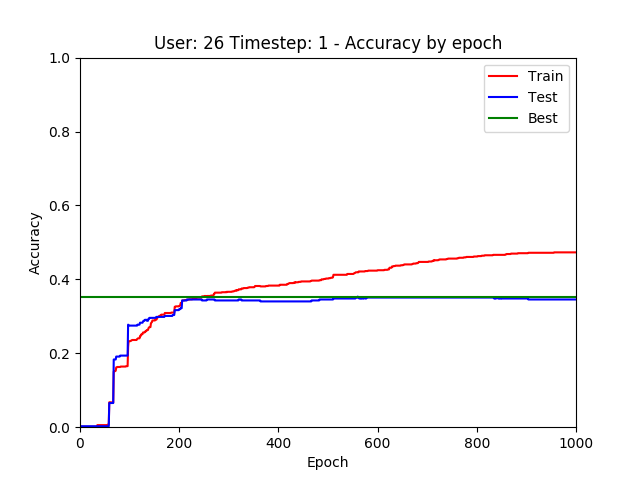 User: 26 Timestep: 1 - Accuracy by epoch
1.0
0.8
0.6
0.4
0.2
0.0
Accuracy
Train
Test
Best
0 200 400 600 800 1000
Epoch